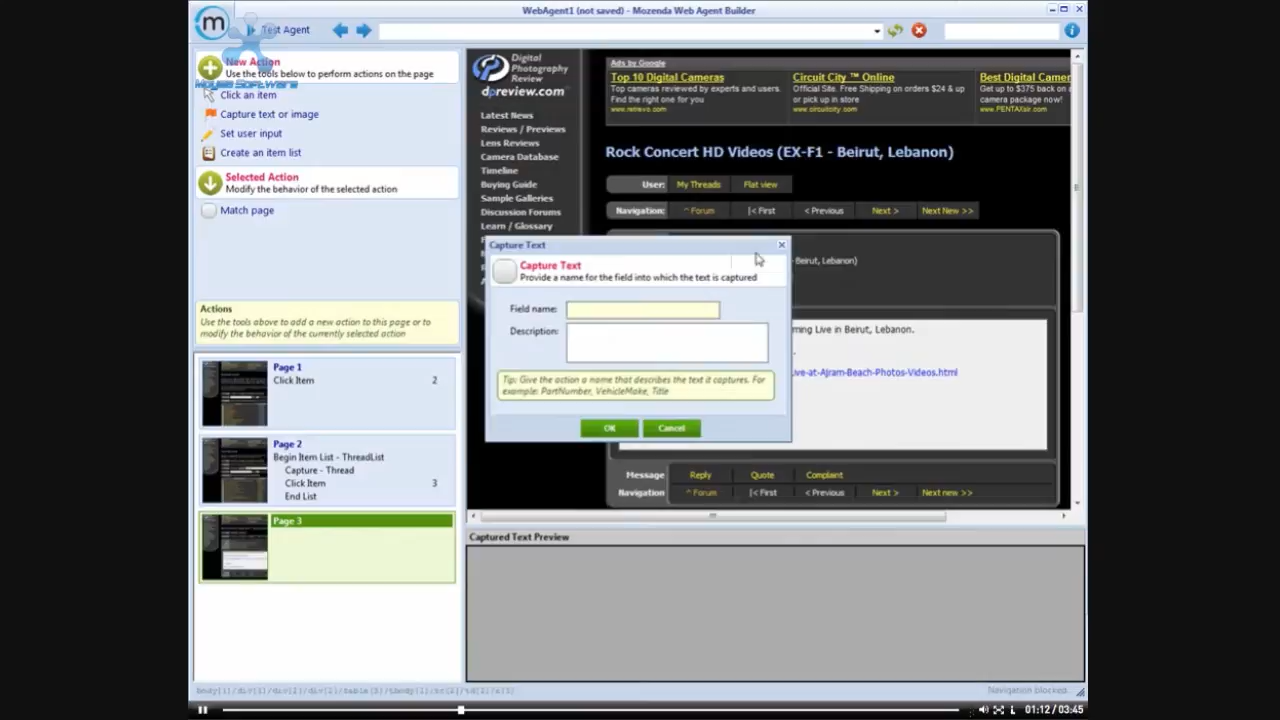 WebAgent1 (not saved) - Mozenda Web Agent Builder
m
Test Agent
New Action
Use the tools below to perform actions on the page
Click an item
Capture text or image
Set user input
Create an item list
Selected Action
Modify the behavior of the selected action
Match page
Actions
Use the tools above to add a new action to this page or to
modify the behavior of the currently selected action
Page 1
Click Item 2
Page 2
Begin Item List - ThreadList
Capture - Thread
Click Item 3
End List
Page 3
Digital
Photography
Review
dpreview.com
Latest News
Reviews / Previews
Lens Reviews
Camera Database
Timeline
Buying Guide
Sample Galleries
Discussion Forums
Learn / Glossary
Ads by Google
Top 10 Digital Cameras
Top cameras reviewed by experts and users.
Find the right one for you
www.retrevo.com
Circuit City ™ Online
Official Site. Free Shipping on orders $24 & up
or pick up in store
www.circuitcity.com
Best Digital Camer
Get up to $375 back on
camera package now!
www.PENTAXslr.com
Rock Concert HD Videos (EX-F1 - Beirut, Lebanon)
User: My Threads Flat view
Navigation: ^ Forum |< First < Previous Next > Next New >>
Beirut, Lebanon)
ming Live in Beirut, Lebanon.
ive-at-Ajram-Beach-Photos-Videos.html
Message Reply Quote Complaint
Navigation ^ Forum |< First < Previous Next > Next new >>
Capture Text
Capture Text
Provide a name for the field into which the text is captured
Field name:
Description:
Tip: Give the action a name that describes the text it captures. For
example: PartNumber, VehicleMake, Title
OK Cancel
Captured Text Preview
Navigation blocked.
01:12 / 03:45